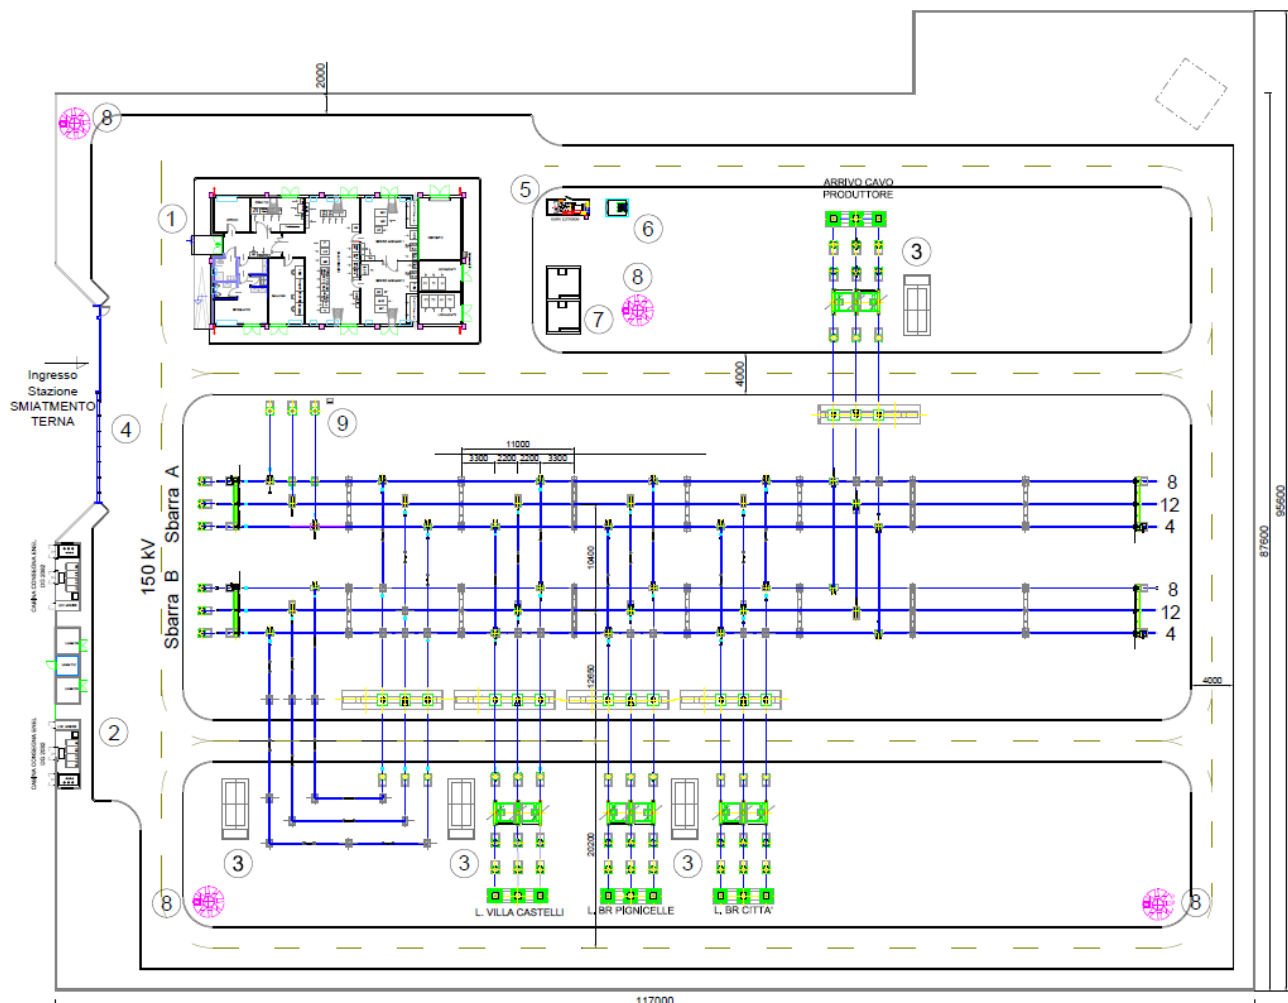 2000
8
ARRIVO CAVO
PRODUTTORE
5
1
6
3
8
7
Ingresso
Stazione
SMIATMENTO
TERNA
4000
4
9
11000
3300 2200 2200 3300
150 kV
Sbarra A
Sbarra B
8
12
4
10400
8
12
4
87600
95600
12650
4000
2
20200
3
3
3
8
8
L. VILLA CASTELLI
L. BR PIGNICELLE
L. BR CITTA'
117000